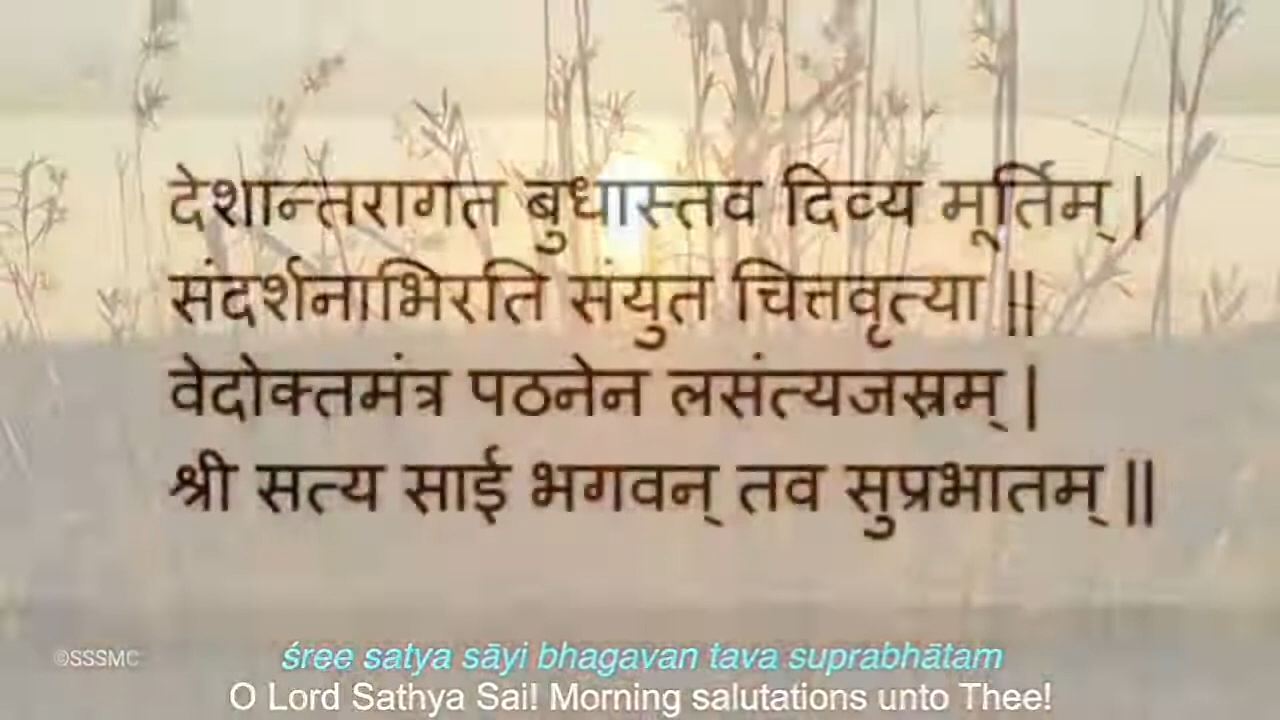 देशान्तरागत बुधास्तव दिव्य मूर्तिम् |
संदर्शनाभिरति संयुत चित्तवृत्या ||
वेदोक्तमंत्र पठनेन लसंत्यजस्रम् |
श्री सत्य साई भगवन् तव सुप्रभातम् ||
©SSSMC
śree satya sāyi bhagavan tava suprabhātam
O Lord Sathya Sai! Morning salutations unto Thee!